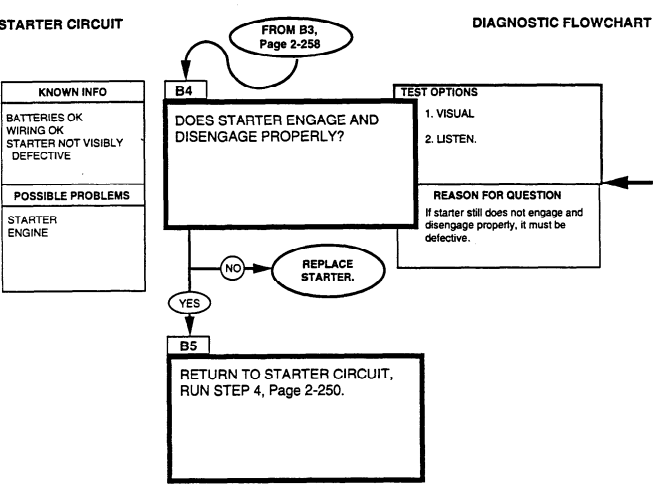 STARTER CIRCUIT
DIAGNOSTIC FLOWCHART
FROM B3,
Page 2-258
KNOWN INFO
BATTERIES OK
WIRING OK
STARTER NOT VISIBLY
DEFECTIVE
POSSIBLE PROBLEMS
STARTER
ENGINE
B4
DOES STARTER ENGAGE AND
DISENGAGE PROPERLY?
TEST OPTIONS
1. VISUAL
2. LISTEN.
REASON FOR QUESTION
If starter still does not engage and
disengage properly, it must be
defective.
NO
REPLACE
STARTER.
YES
B5
RETURN TO STARTER CIRCUIT,
RUN STEP 4, Page 2-250.